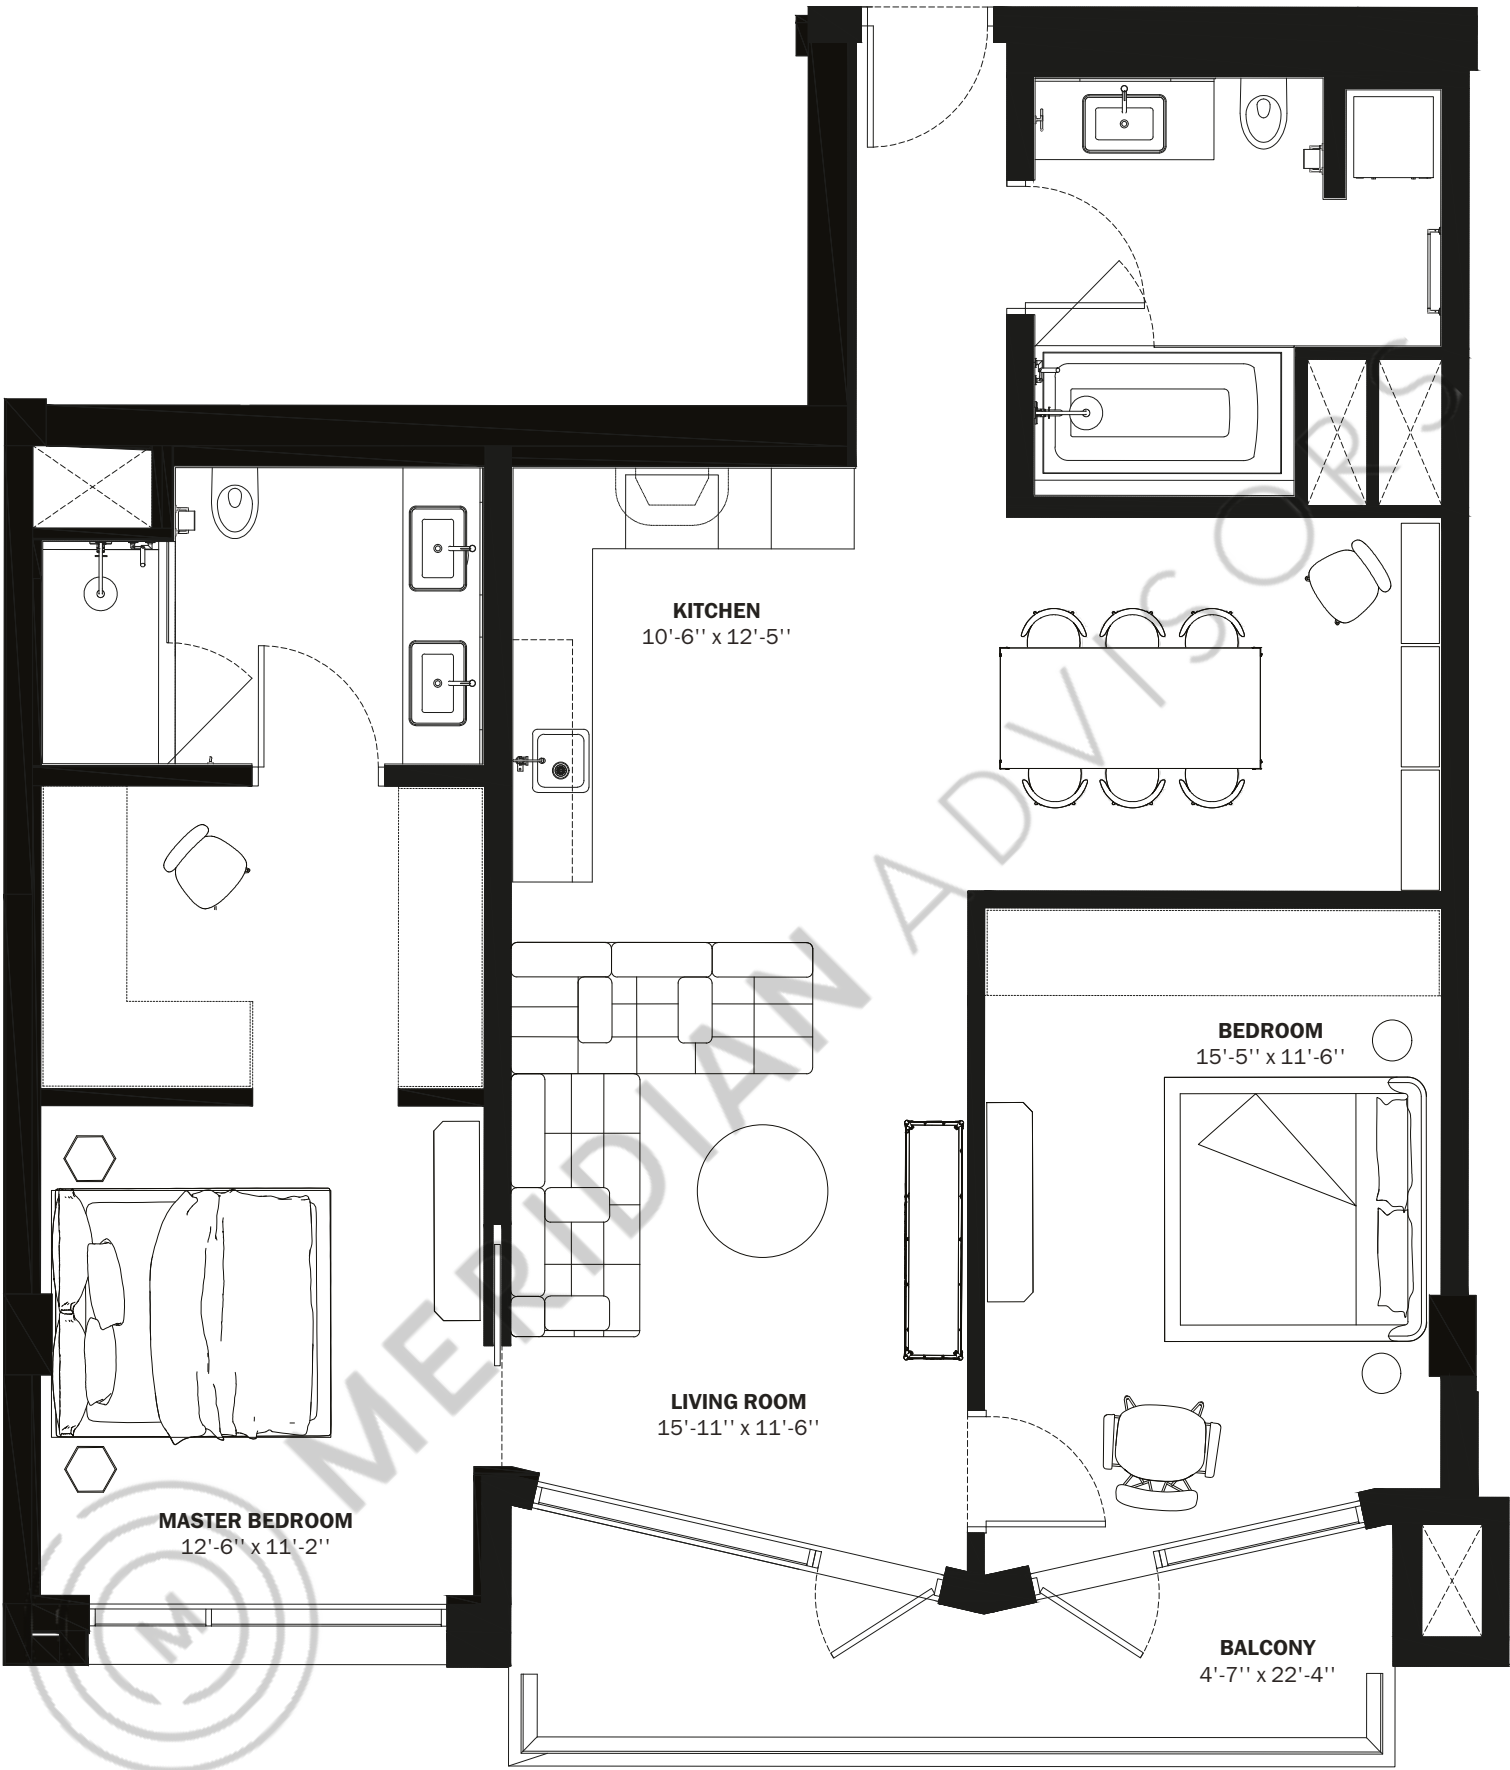 KITCHEN
10'-6'' x 12'-5''
BEDROOM
15'-5'' x 11'-6''
LIVING ROOM
15'-11'' x 11'-6''
MASTER BEDROOM
12'-6'' x 11'-2''
BALCONY
4'-7'' x 22'-4''
M MERIDIAN ADVISORS